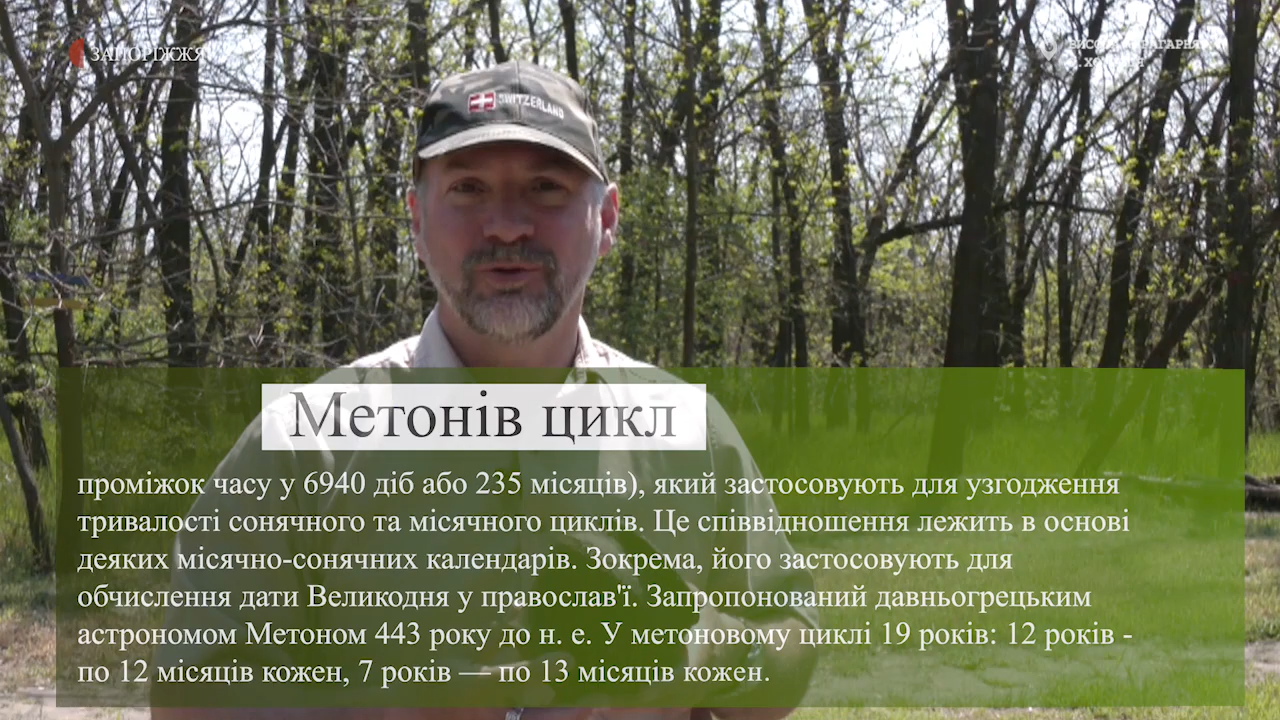 ЗАПОРІЖЖЯ
SWITZERLAND
Метонів цикл
проміжок часу у 6940 діб або 235 місяців), який застосовують для узгодження
тривалості сонячного та місячного циклів. Це співвідношення лежить в основі
деяких місячно-сонячних календарів. Зокрема, його застосовують для
обчислення дати Великодня у православ'ї. Запропонований давньогрецьким
астрономом Метоном 443 року до н. е. У метоновому циклі 19 років: 12 років -
по 12 місяців кожен, 7 років — по 13 місяців кожен.